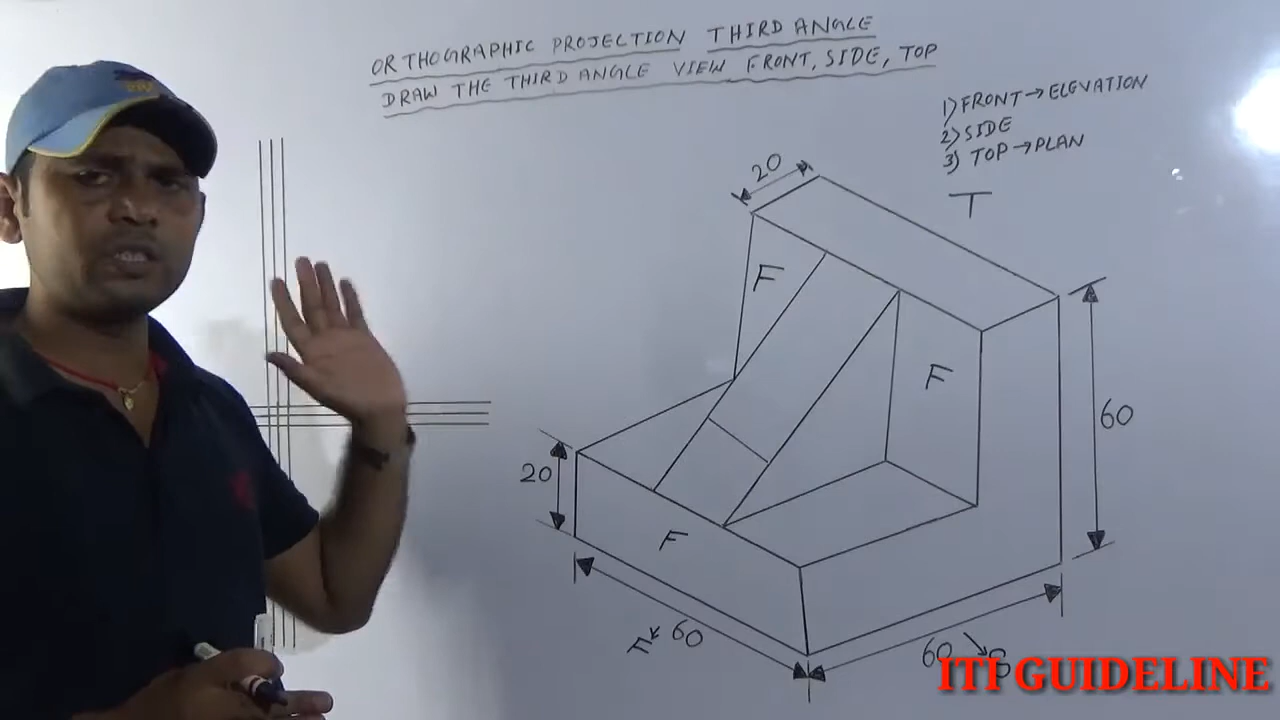 ORTHOGRAPHIC PROJECTION THIRD ANGLE
DRAW THE THIRD ANGLE VIEW FRONT, SIDE, TOP
1) FRONT → ELEVATION
2) SIDE
3) TOP → PLAN
T
20
F
F
60
20
F
F
60
60
S
ITI GUIDELINE